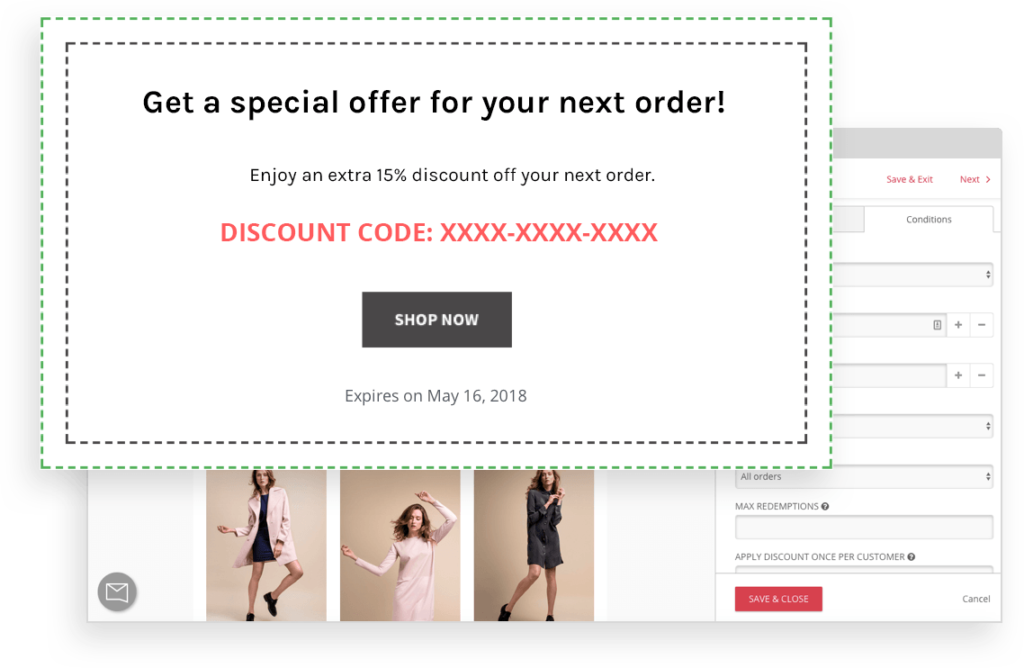 Get a special offer for your next order!
Enjoy an extra 15% discount off your next order.
DISCOUNT CODE: XXXX-XXXX-XXXX
SHOP NOW
Expires on May 16, 2018
Save & Exit
Next
Conditions
All orders
MAX REDEMPTIONS
APPLY DISCOUNT ONCE PER CUSTOMER
SAVE & CLOSE
Cancel